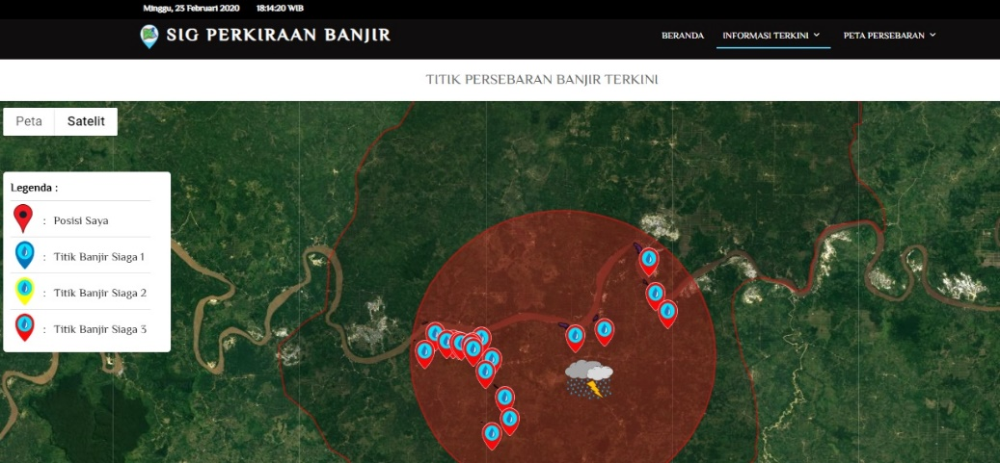 Minggu, 23 Februari 2020 18:14:20 WIB
SIG PERKIRAAN BANJIR
BERANDA INFORMASI TERKINI PETA PERSEBARAN
TITIK PERSEBARAN BANJIR TERKINI
Peta Satelit
Legenda :
: Posisi Saya
: Titik Banjir Siaga 1
: Titik Banjir Siaga 2
: Titik Banjir Siaga 3